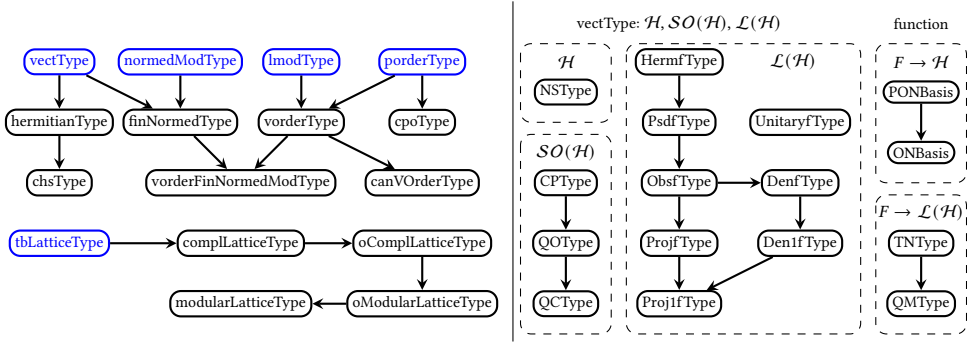 vectType
normedModType
lmodType
porderType
hermitianType
finNormedType
vorderType
cpoType
chsType
vorderFinNormedModType
canVOrderType
tbLatticeType
complLatticeType
oComplLatticeType
modularLatticeType
oModularLatticeType
vectType: ℋ, 𝒮𝒪(ℋ), ℒ(ℋ)
function
ℋ
NSType
𝒮𝒪(ℋ)
CPType
QOType
QCType
HermfType
ℒ(ℋ)
PsdfType
UnitaryfType
ObsfType
DenfType
ProjfType
Den1fType
Proj1fType
F → ℋ
PONBasis
ONBasis
F → ℒ(ℋ)
TNType
QMType